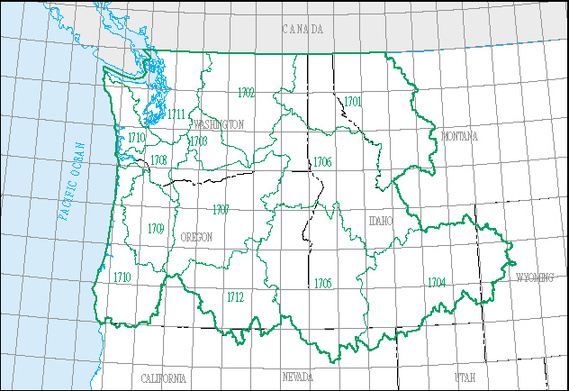 CANADA
1702
1701
1711
WASHINGTON
1710
1703
MONTANA
1708
1706
PACIFIC OCEAN
1707
1709
OREGON
IDAHO
1710
1712
1705
1704
WYOMING
CALIFORNIA
NEVADA
UTAH